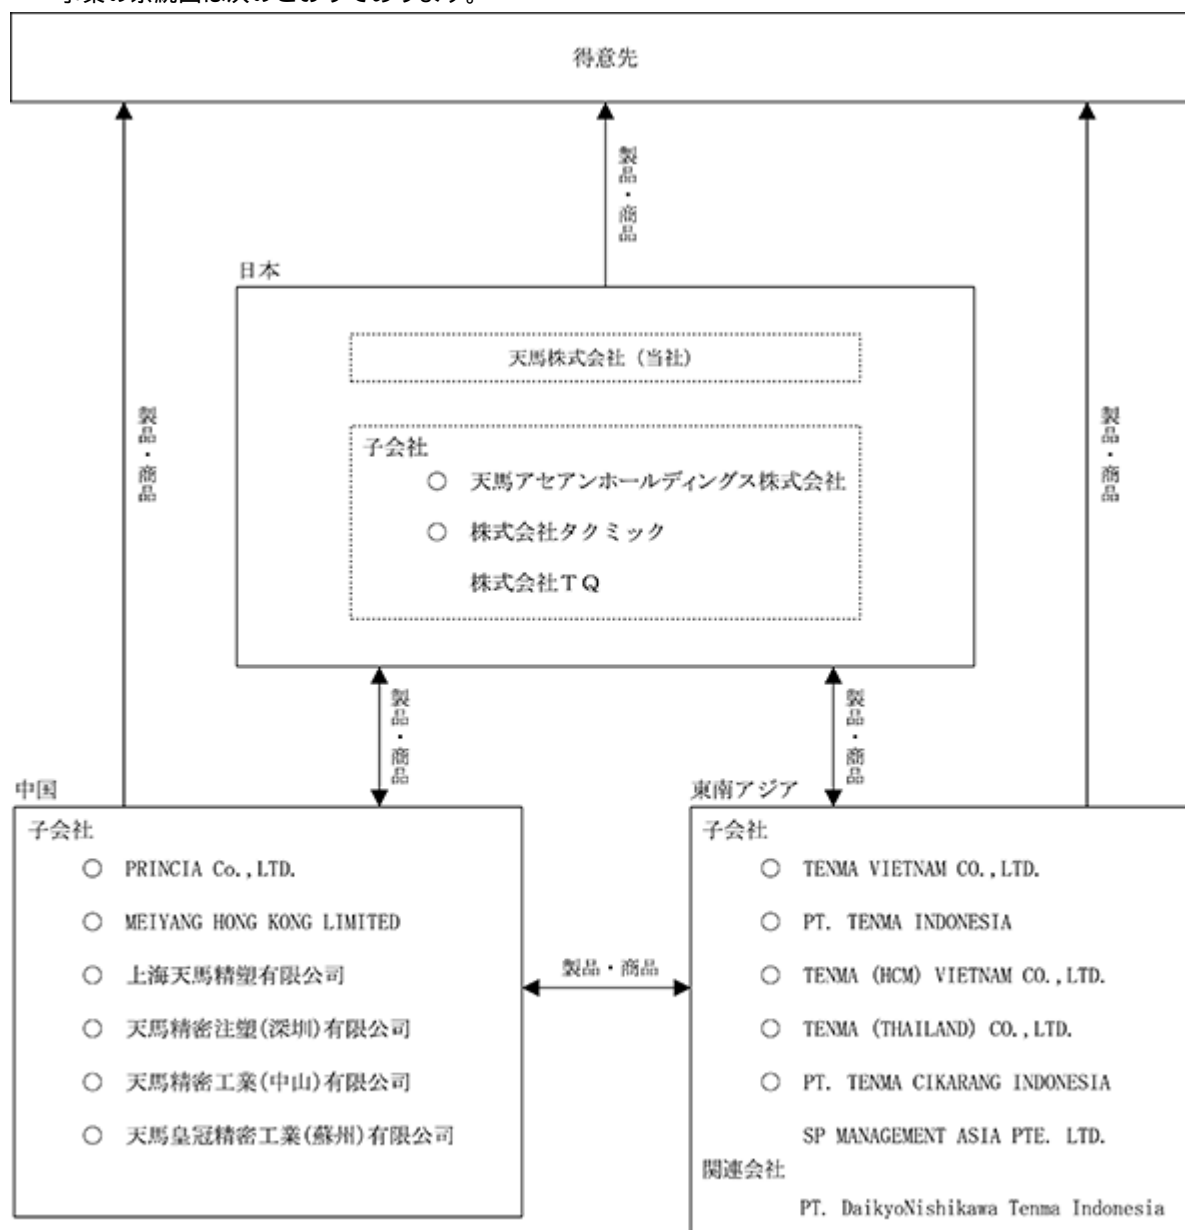 事業の系統図は次のとおりであります。
得意先
製品・商品
日本
天馬株式会社（当社）
製品・商品
製品・商品
子会社
○ 天馬アセアンホールディングス株式会社
○ 株式会社タクミック
株式会社ＴＱ
製品・商品
製品・商品
中国
東南アジア
子会社
○ PRINCIA Co.,LTD.
○ MEIYANG HONG KONG LIMITED
○ 上海天馬精塑有限公司
○ 天馬精密注塑(深圳)有限公司
○ 天馬精密工業(中山)有限公司
○ 天馬皇冠精密工業(蘇州)有限公司
製品・商品
子会社
○ TENMA VIETNAM CO.,LTD.
○ PT. TENMA INDONESIA
○ TENMA (HCM) VIETNAM CO.,LTD.
○ TENMA (THAILAND) CO.,LTD.
○ PT. TENMA CIKARANG INDONESIA
SP MANAGEMENT ASIA PTE. LTD.
関連会社
PT. DaikyoNishikawa Tenma Indonesia